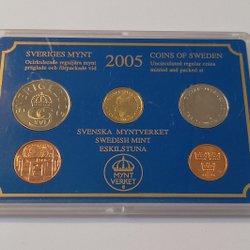 SVERIGES MYNT
Ocirkulerade reguljära mynt
präglade och förpackade vid
2005
COINS OF SWEDEN
Uncirculated regular coins
minted and packed at
SVENSKA MYNTVERKET
SWEDISH MINT
ESKILSTUNA
MYNT
VERKET